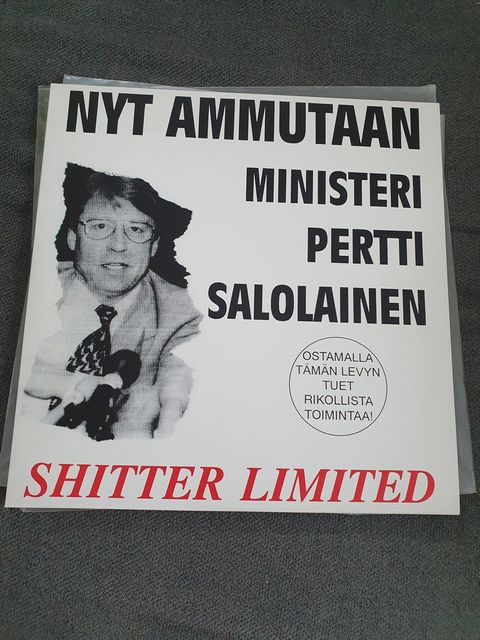 NYT AMMUTAAN
MINISTERI
PERTTI
SALOLAINEN
OSTAMALLA
TÄMÄN LEVYN
TUET
RIKOLLISTA
TOIMINTAA!
SHITTER LIMITED